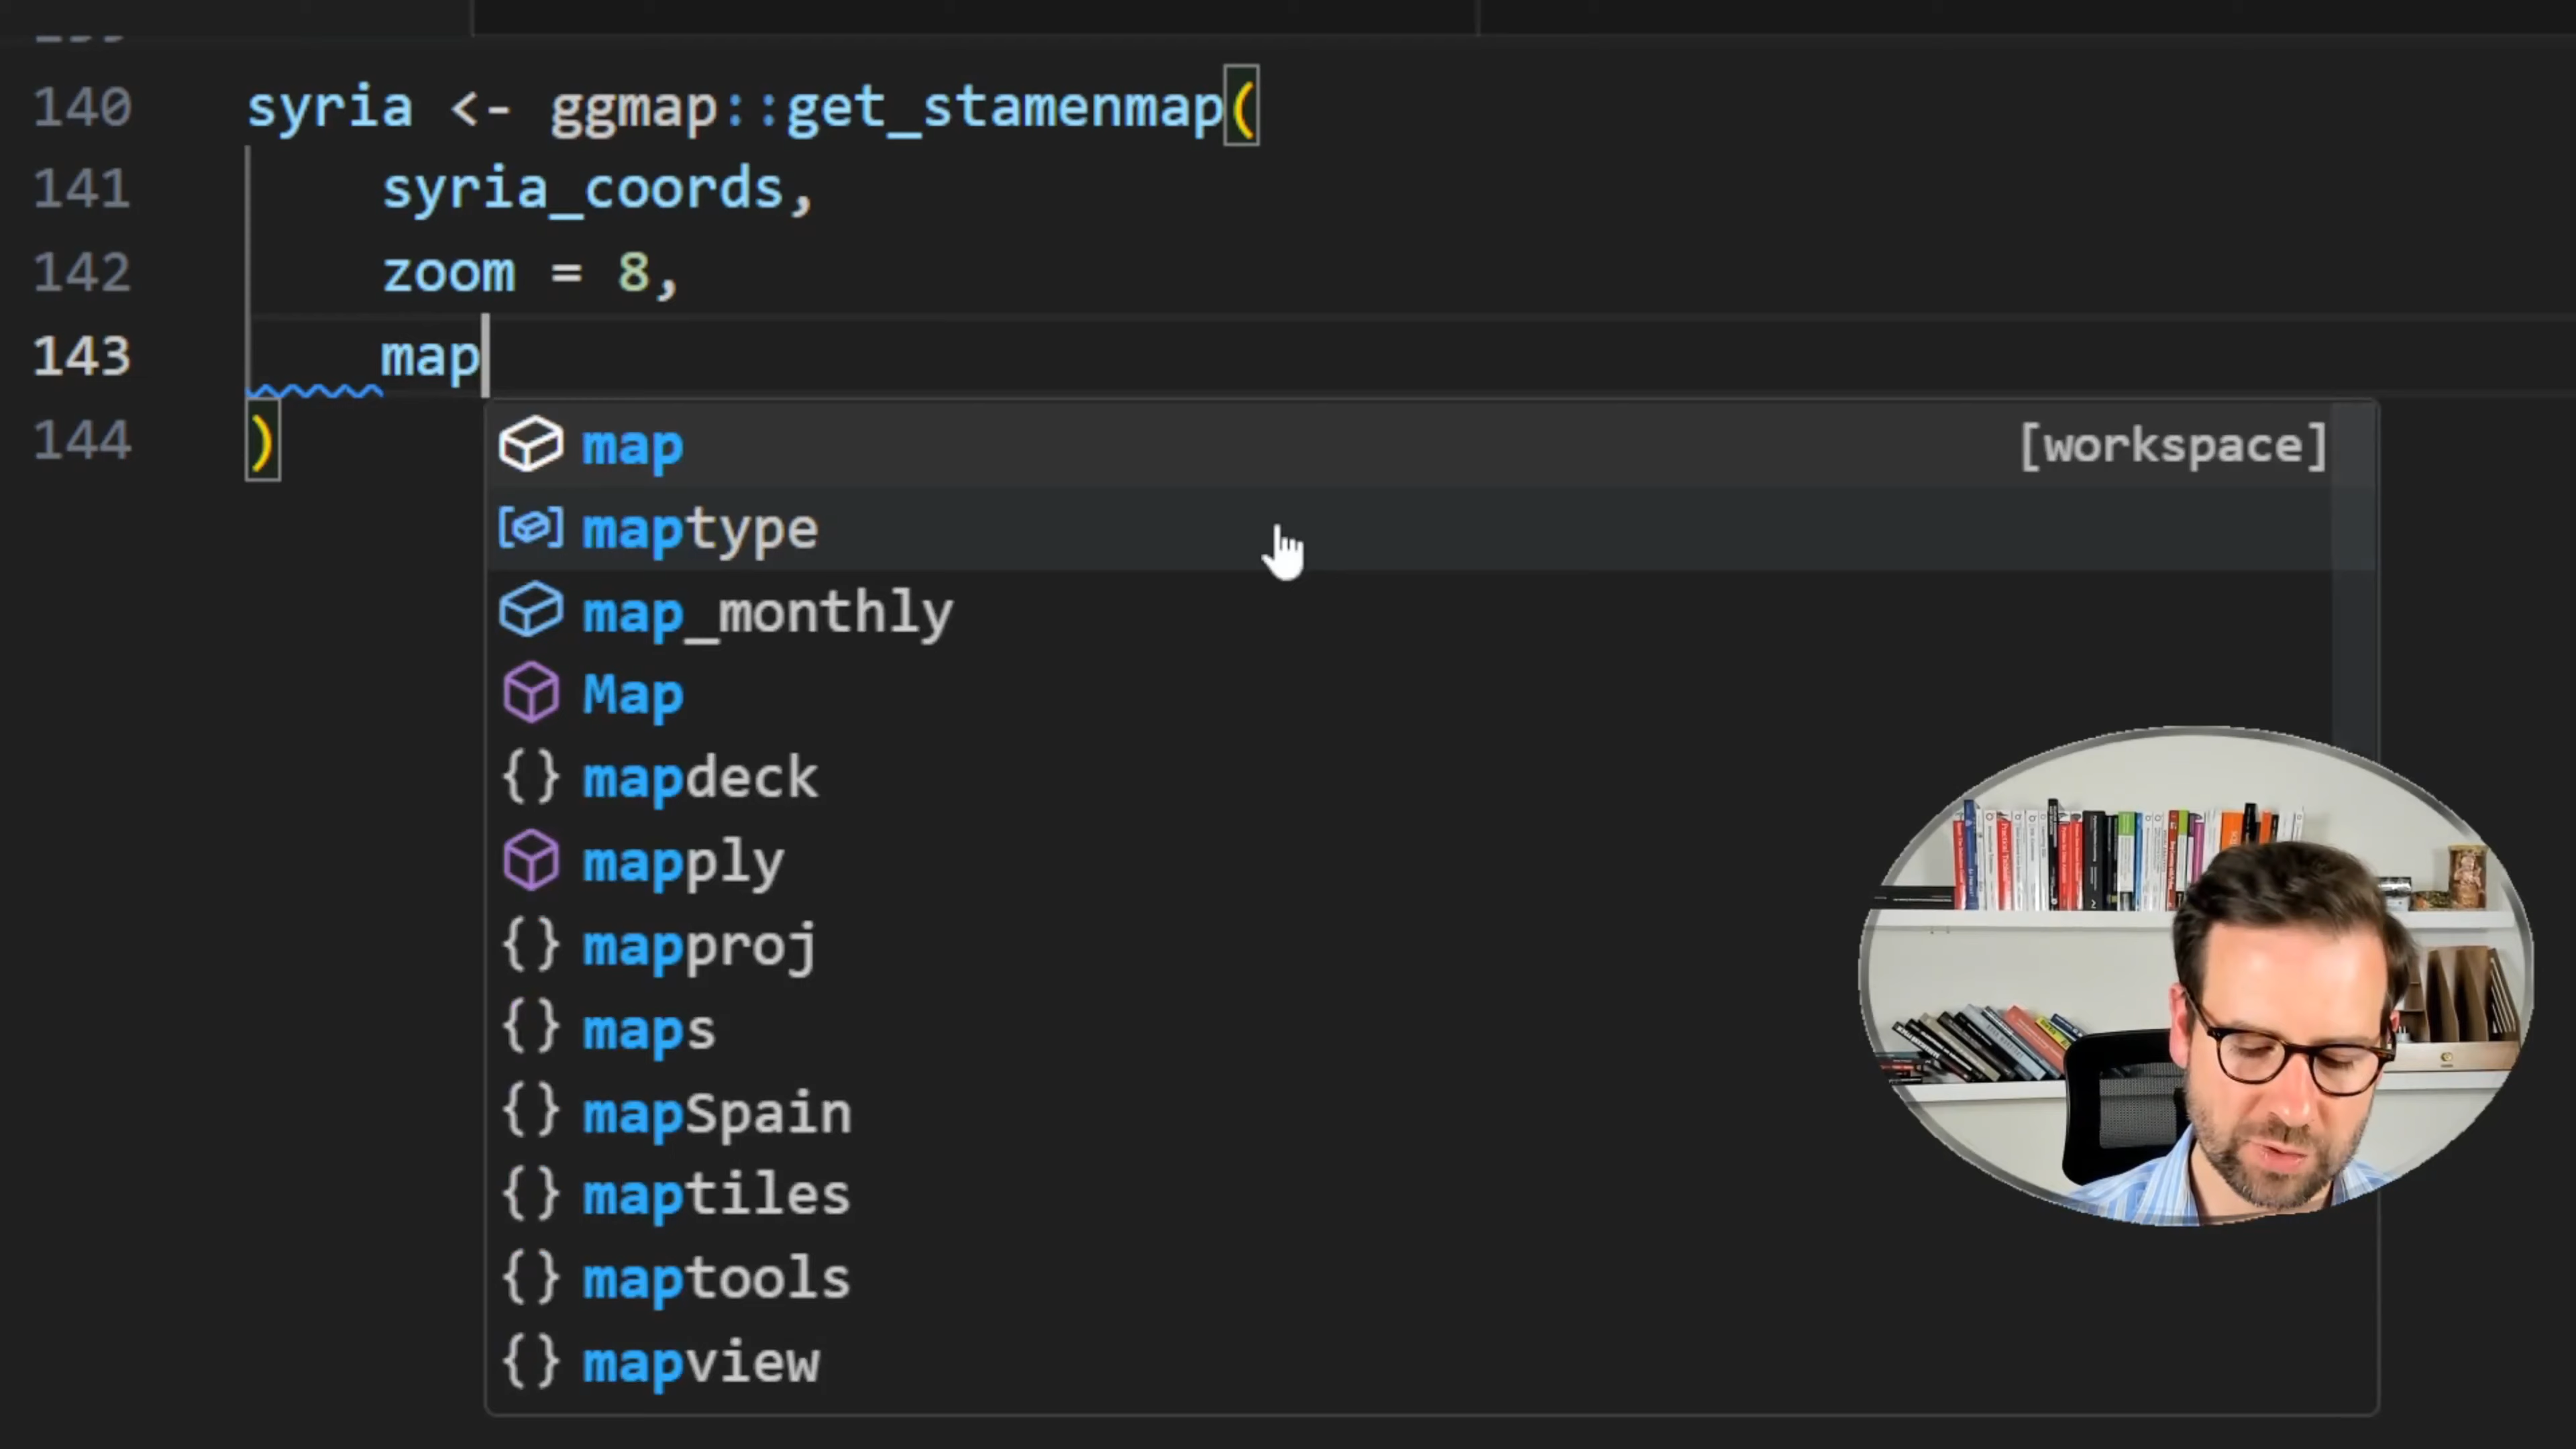 140 syria <- ggmap::get_stamenmap(
141 syria_coords,
142 zoom = 8,
143 map
144 )
map [workspace]
maptype
map_monthly
Map
mapdeck
mapply
mapproj
maps
mapSpain
maptiles
maptools
mapview